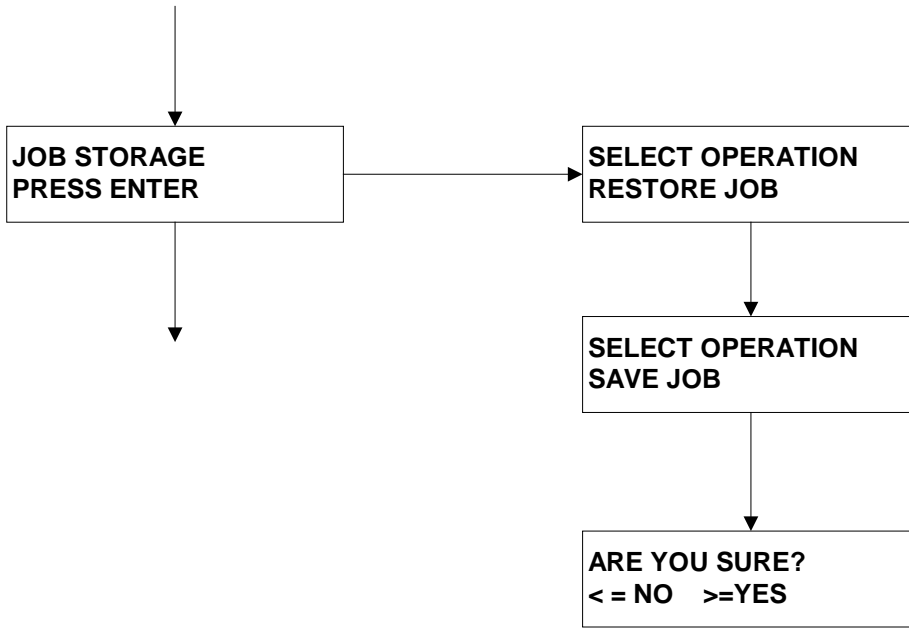 JOB STORAGE
PRESS ENTER
SELECT OPERATION
RESTORE JOB
SELECT OPERATION
SAVE JOB
ARE YOU SURE?
< = NO    >=YES